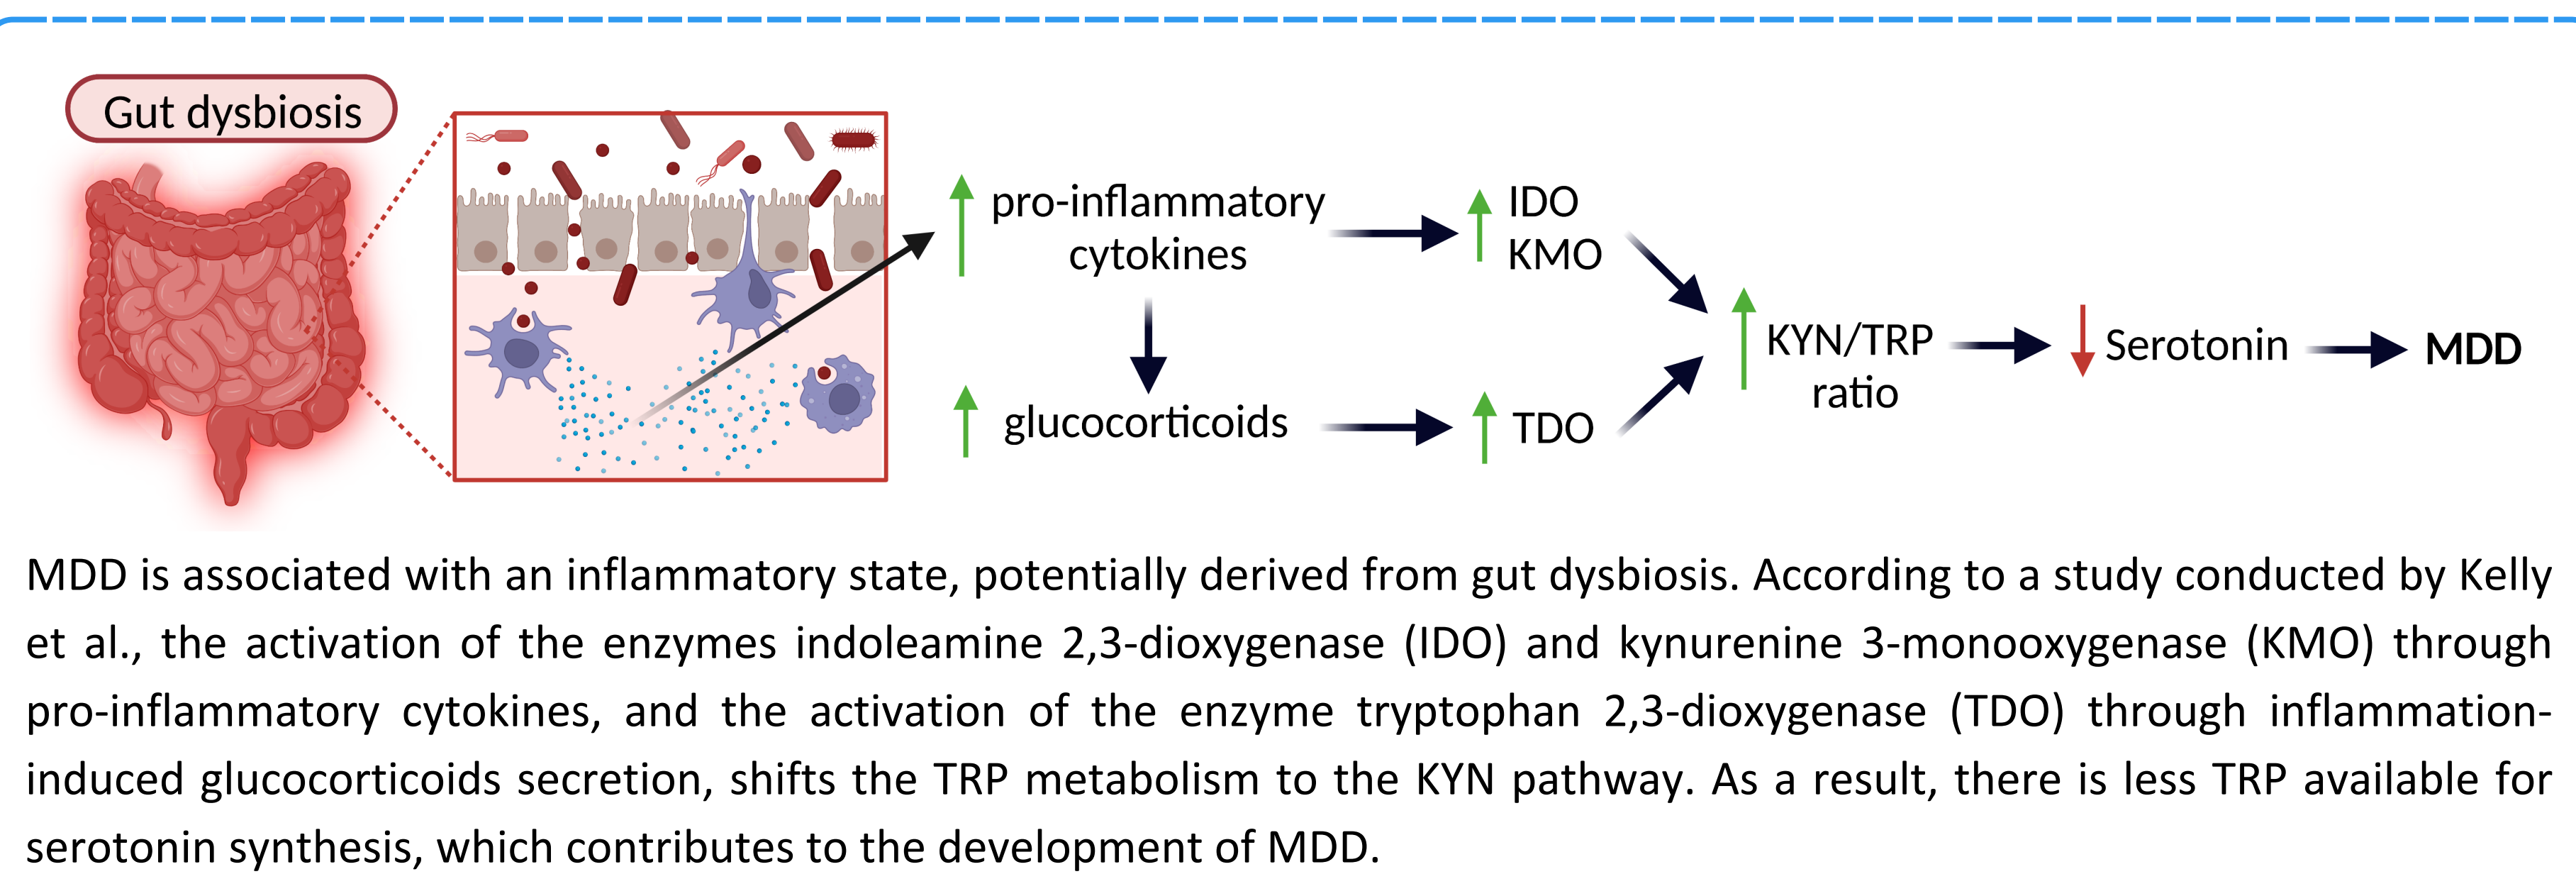 Gut dysbiosis
pro-inflammatory
cytokines
IDO
KMO
glucocorticoids
TDO
KYN/TRP
ratio
Serotonin
MDD
MDD is associated with an inflammatory state, potentially derived from gut dysbiosis. According to a study conducted by Kelly
et al., the activation of the enzymes indoleamine 2,3-dioxygenase (IDO) and kynurenine 3-monooxygenase (KMO) through
pro-inflammatory cytokines, and the activation of the enzyme tryptophan 2,3-dioxygenase (TDO) through inflammation-
induced glucocorticoids secretion, shifts the TRP metabolism to the KYN pathway. As a result, there is less TRP available for
serotonin synthesis, which contributes to the development of MDD.